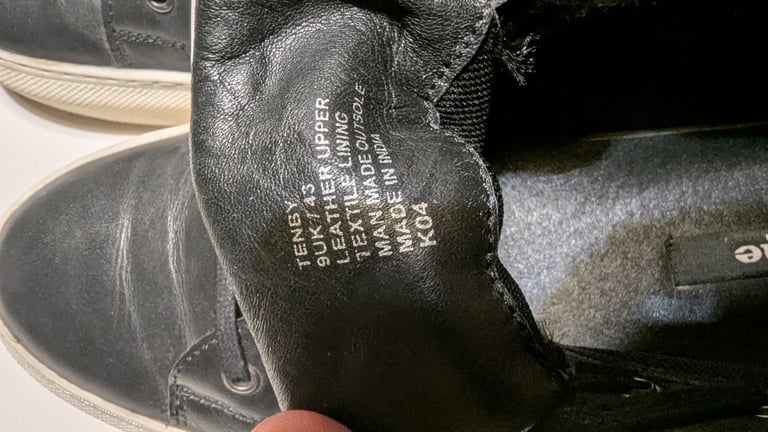 TENBY
9UK/43
LEATHER UPPER
TEXTILE LINING
MAN MADE OUTSOLE
MADE IN INDIA
K04